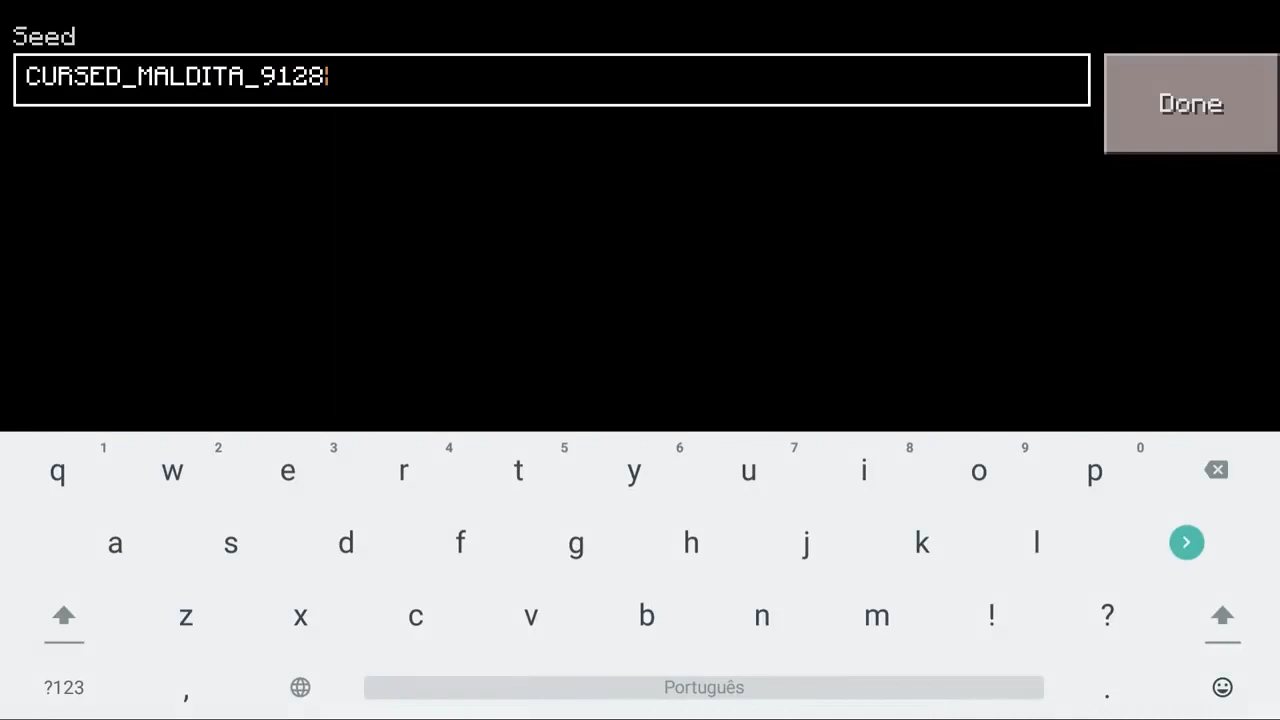 Seed
CURSED_MALDITA_9128
Done
1 2 3 4 5 6 7 8 9 0
q w e r t y u i o p
a s d f g h j k l
z x c v b n m ! ?
?123 , Português .